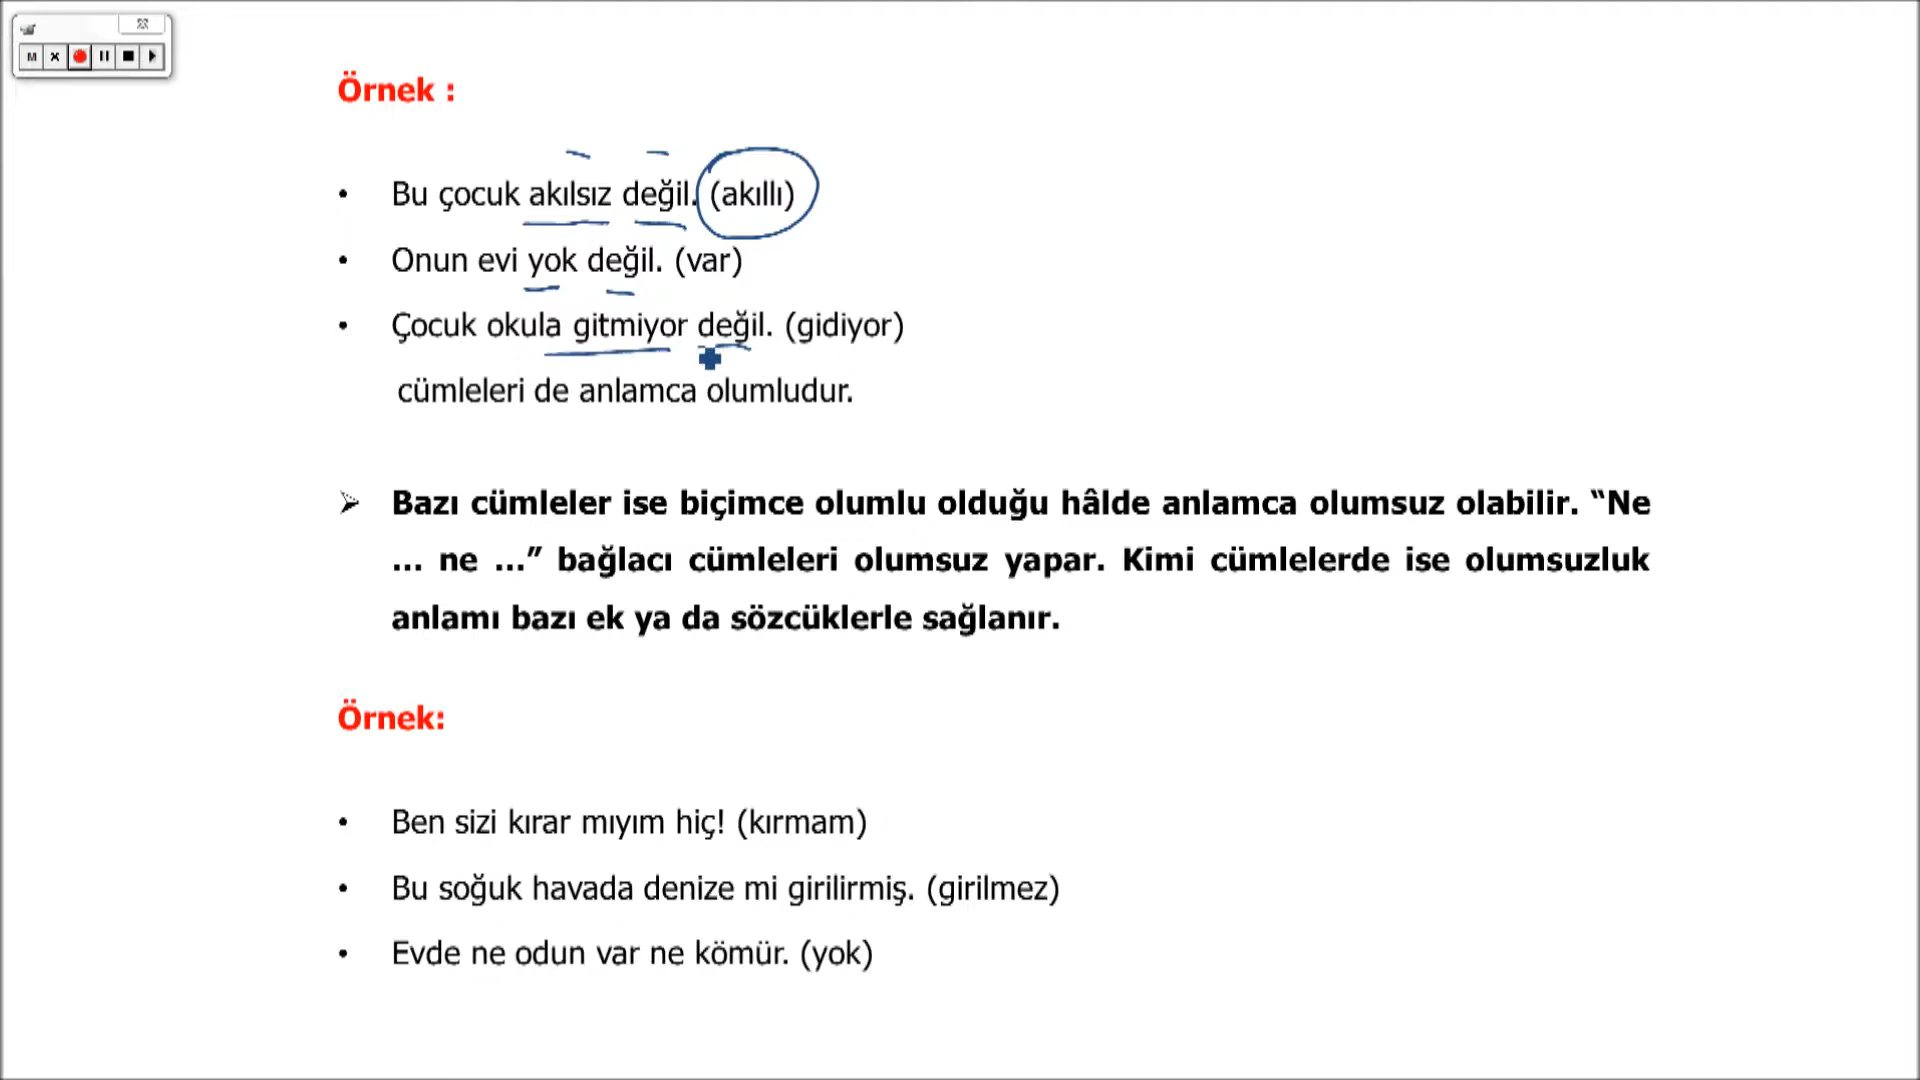 Örnek :
• Bu çocuk akılsız değil. (akıllı)
• Onun evi yok değil. (var)
• Çocuk okula gitmiyor değil. (gidiyor)
cümleleri de anlamca olumludur.
➢ Bazı cümleler ise biçimce olumlu olduğu hâlde anlamca olumsuz olabilir. “Ne
... ne ...” bağlacı cümleleri olumsuz yapar. Kimi cümlelerde ise olumsuzluk
anlamı bazı ek ya da sözcüklerle sağlanır.
Örnek:
• Ben sizi kırar mıyım hiç! (kırmam)
• Bu soğuk havada denize mi girilirmiş. (girilmez)
• Evde ne odun var ne kömür. (yok)